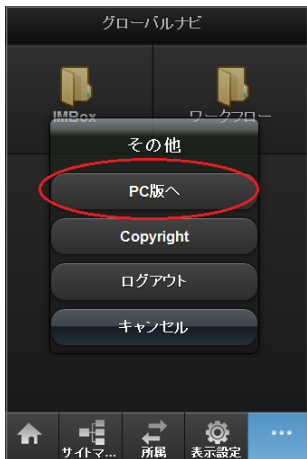 グローバルナビ
IMBox
ワークフロー
その他
PC版へ
Copyright
ログアウト
キャンセル
サイトマ...
所属
表示設定